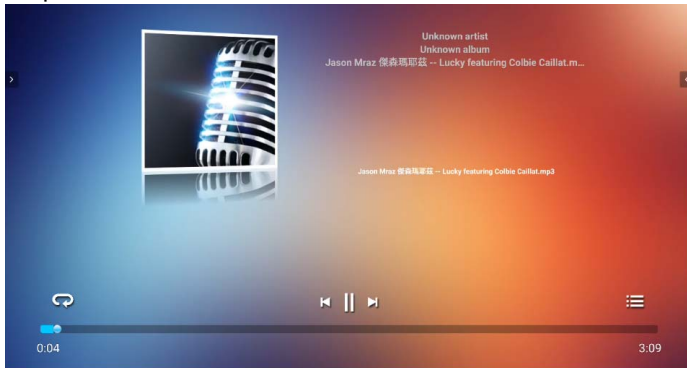 Unknown artist
Unknown album
Jason Mraz 傑森瑪耶茲 -- Lucky featuring Colbie Caillat.m...
Jason Mraz 傑森瑪耶茲 -- Lucky featuring Colbie Caillat.mp3
0:04
3:09